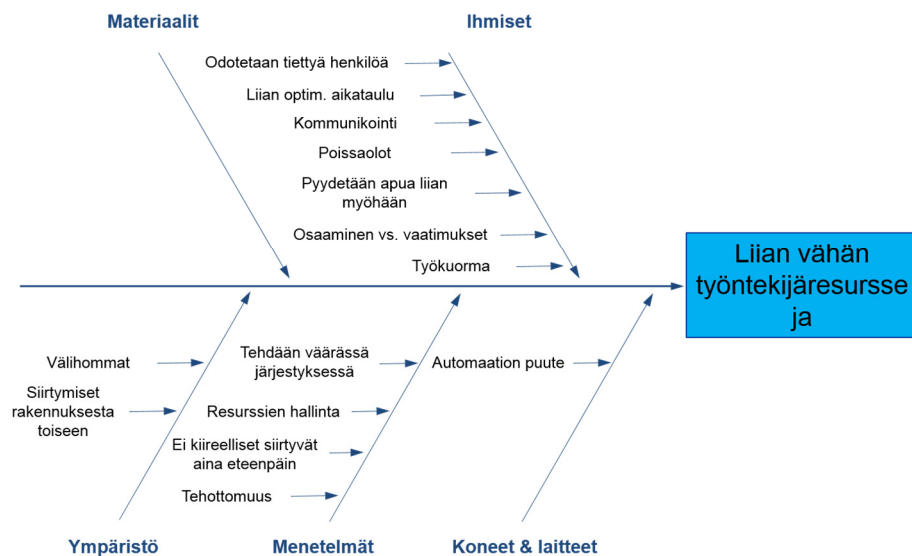 Materiaalit
Ihmiset
Odotetaan tiettyä henkilöä
Liian optim. aikataulu
Kommunikointi
Poissaolot
Pyydetään apua liian
myöhään
Osaaminen vs. vaatimukset
Työkuorma
Liian vähän
työntekijäresursse
ja
Välihommat
Siirtymiset
rakennuksesta
toiseen
Tehdään väärässä
järjestyksessä
Resurssien hallinta
Ei kiireelliset siirtyvät
aina eteenpäin
Tehottomuus
Automaation puute
Ympäristö
Menetelmät
Koneet & laitteet